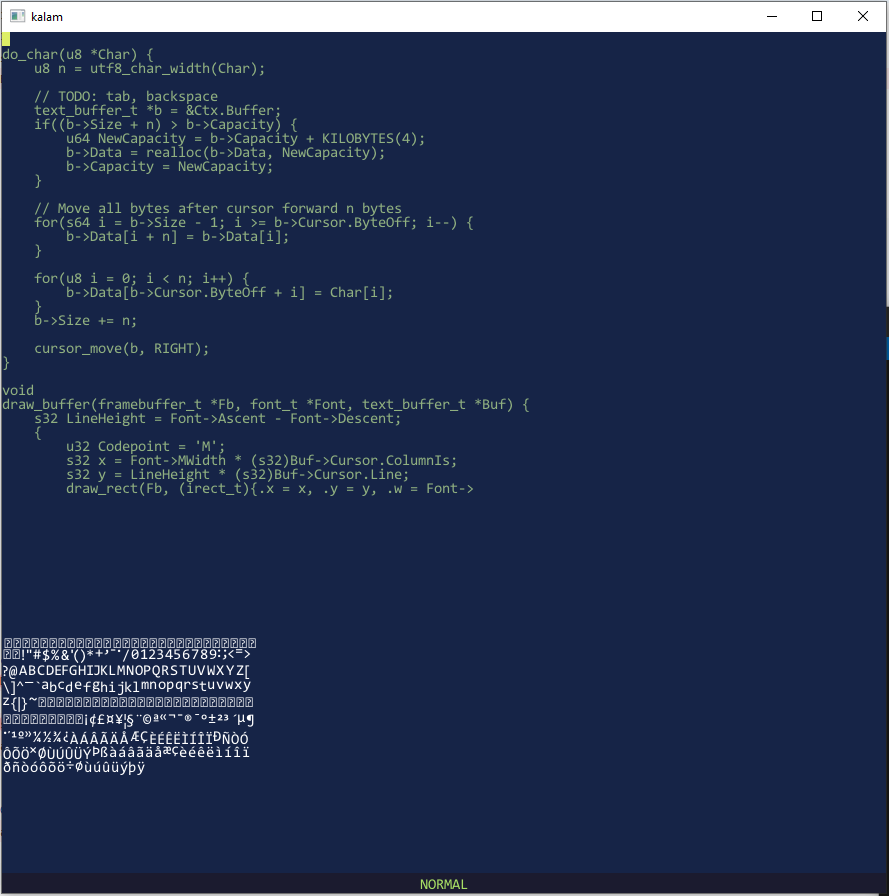 kalam
do_char(u8 *Char) {
    u8 n = utf8_char_width(Char);
    // TODO: tab, backspace
    text_buffer_t *b = &Ctx.Buffer;
    if((b->Size + n) > b->Capacity) {
        u64 NewCapacity = b->Capacity + KILOBYTES(4);
        b->Data = realloc(b->Data, NewCapacity);
        b->Capacity = NewCapacity;
    }
    // Move all bytes after cursor forward n bytes
    for(s64 i = b->Size - 1; i >= b->Cursor.ByteOff; i--) {
        b->Data[i + n] = b->Data[i];
    }
    for(u8 i = 0; i < n; i++) {
        b->Data[b->Cursor.ByteOff + i] = Char[i];
    }
    b->Size += n;
    cursor_move(b, RIGHT);
}
void
draw_buffer(framebuffer_t *Fb, font_t *Font, text_buffer_t *Buf) {
    s32 LineHeight = Font->Ascent - Font->Descent;
    {
        u32 Codepoint = 'M';
        s32 x = Font->MWidth * (s32)Buf->Cursor.ColumnIs;
        s32 y = LineHeight * (s32)Buf->Cursor.Line;
        draw_rect(Fb, (irect_t){.x = x, .y = y, .w = Font->
!"#$%&'()*+,-./0123456789:;<=>
?@ABCDEFGHIJKLMNOPQRSTUVWXYZ[
\]^_`abcdefghijklmnopqrstuvwxy
z{|}~
¡¢£¤¥¦§¨©ª«¬-®¯°±²³´µ¶
·¸¹º»¼½¾¿ÀÁÂÃÄÅÆÇÈÉÊËÌÍÎÏÐÑÒÓ
ÔÕÖ×ØÙÚÛÜÝÞßàáâãäåæçèéêëìíîï
ðñòóôõö÷øùúûüýþÿ
NORMAL